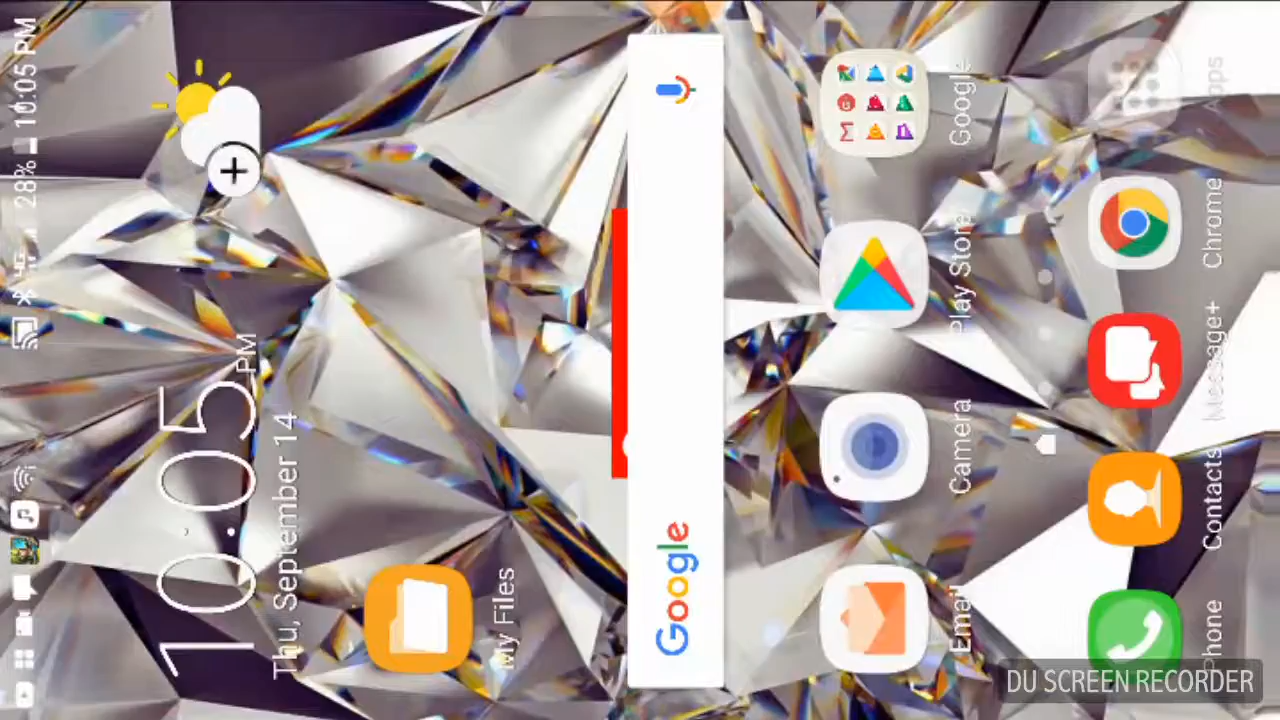 28% 10:05 PM
10:05 PM
Thu, September 14
My Files
Google
Email
Camera
Play Store
Google
Phone
Contacts
Message+
Chrome
Apps
DU SCREEN RECORDER